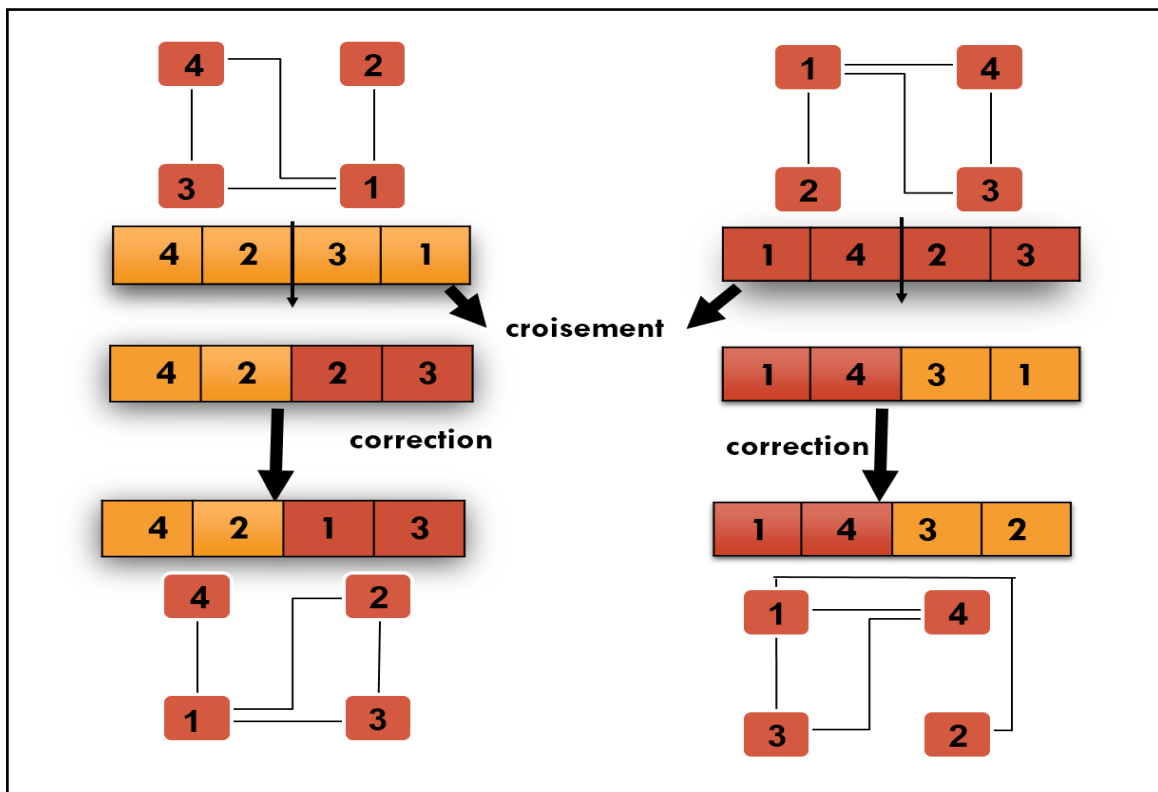 4 2 1 4
3 1 2 3
4 2 3 1 1 4 2 3
croisement
4 2 2 3 1 4 3 1
correction correction
4 2 1 3 1 4 3 2
4 2 1 4
1 3 3 2